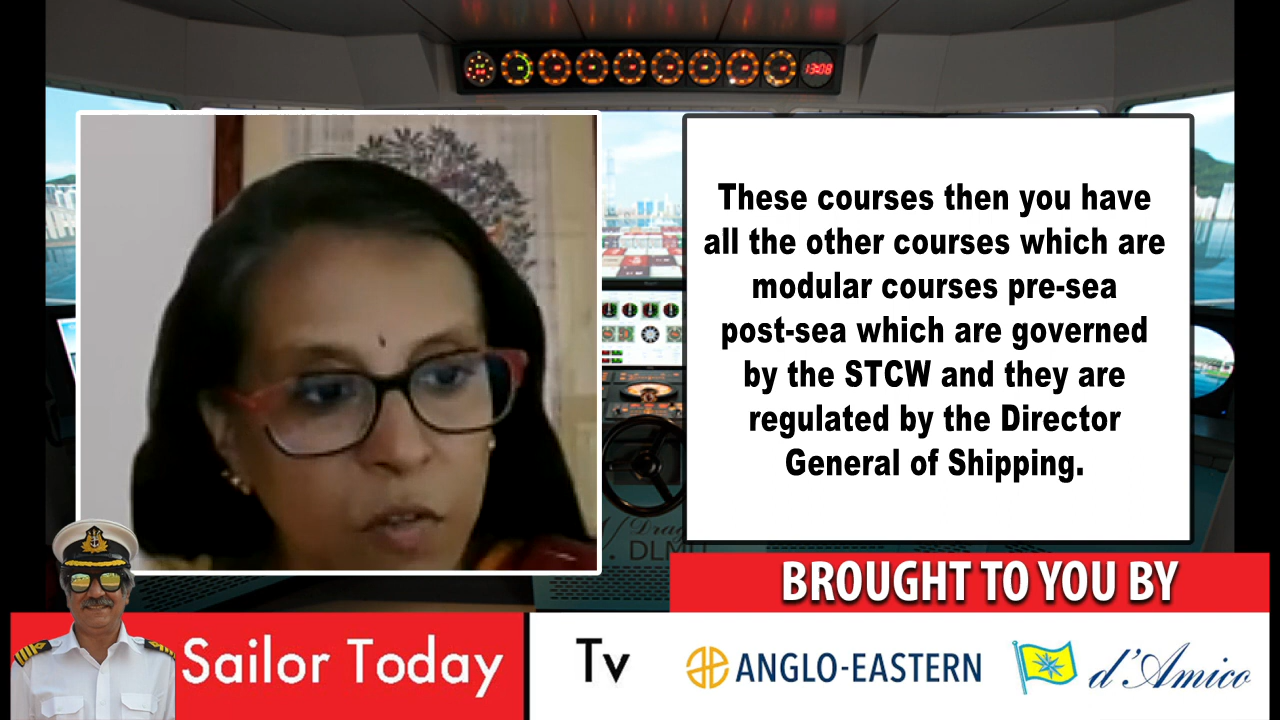 13:08
These courses then you have
all the other courses which are
modular courses pre-sea
post-sea which are governed
by the STCW and they are
regulated by the Director
General of Shipping.
DLMU
BROUGHT TO YOU BY
Sailor Today
Tv
ANGLO-EASTERN
d'Amico